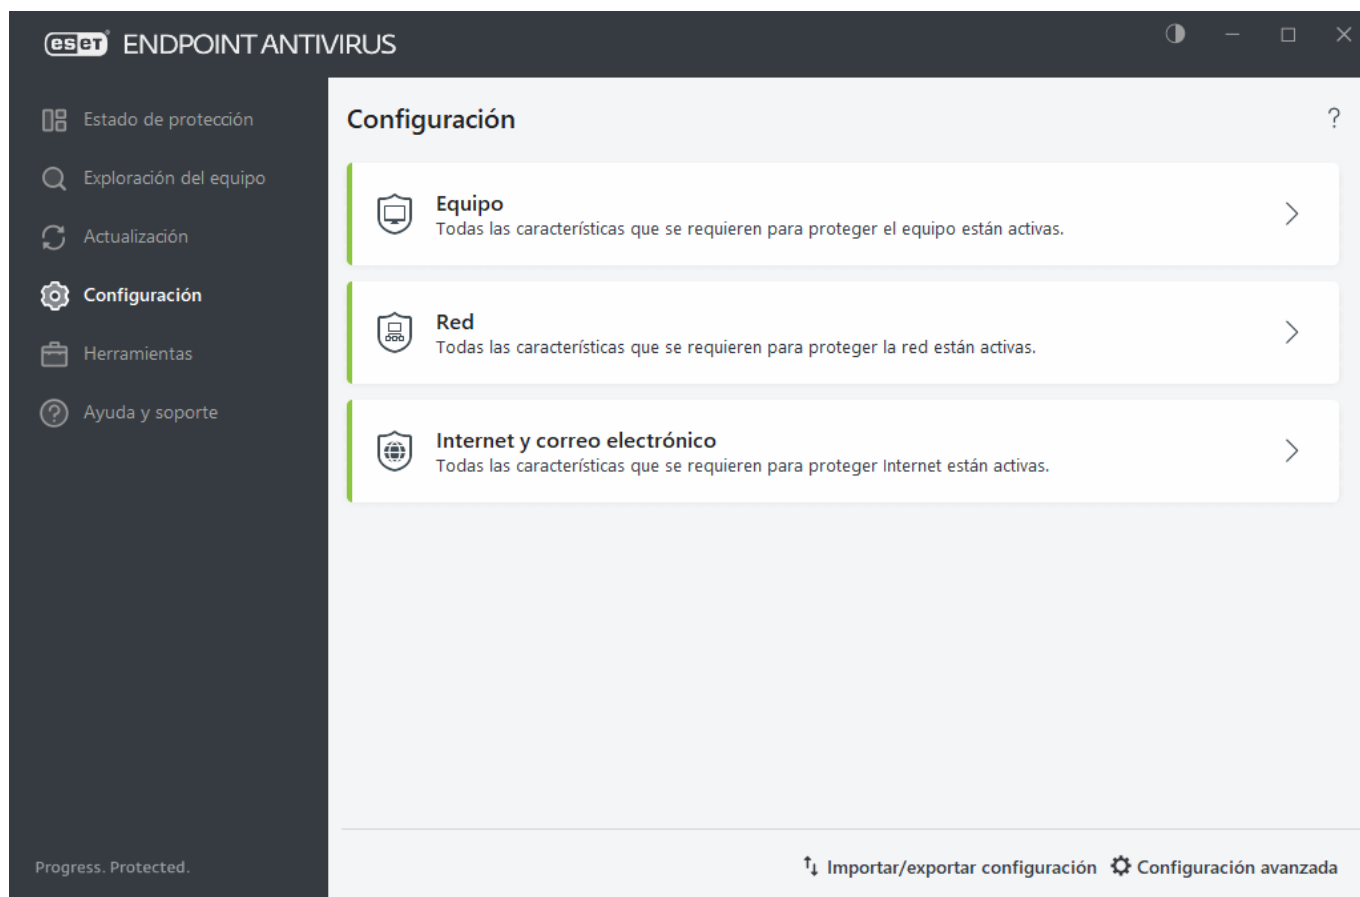 eset ENDPOINT ANTIVIRUS
Estado de protección
Exploración del equipo
Actualización
Configuración
Herramientas
Ayuda y soporte
Progress. Protected.
Configuración
?
Equipo
Todas las características que se requieren para proteger el equipo están activas.
Red
Todas las características que se requieren para proteger la red están activas.
Internet y correo electrónico
Todas las características que se requieren para proteger Internet están activas.
Importar/exportar configuración Configuración avanzada